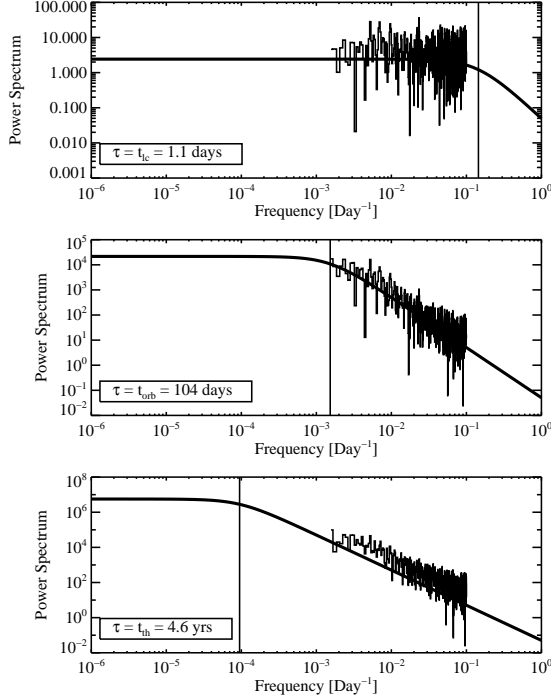 100.000
10.000
1.000
0.100
0.010
0.001
Power Spectrum
τ = t_lc = 1.1 days
10^-6 10^-5 10^-4 10^-3 10^-2 10^-1 10^0
Frequency [Day^-1]
10^5
10^4
10^3
10^2
10^1
10^0
10^-1
10^-2
Power Spectrum
τ = t_orb = 104 days
10^-6 10^-5 10^-4 10^-3 10^-2 10^-1 10^0
Frequency [Day^-1]
10^8
10^6
10^4
10^2
10^0
10^-2
Power Spectrum
τ = t_th = 4.6 yrs
10^-6 10^-5 10^-4 10^-3 10^-2 10^-1 10^0
Frequency [Day^-1]